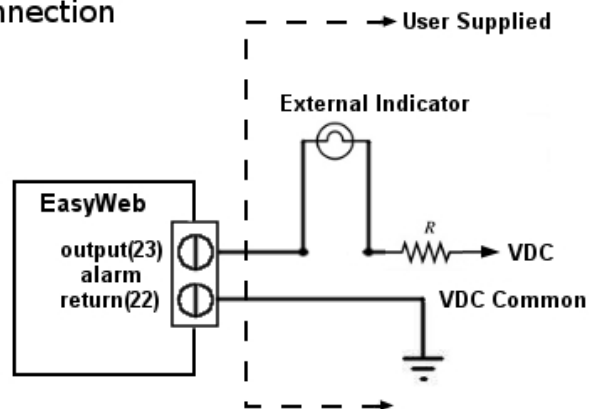 nnection
User Supplied
External Indicator
EasyWeb
output(23)
alarm
return(22)
R
VDC
VDC Common